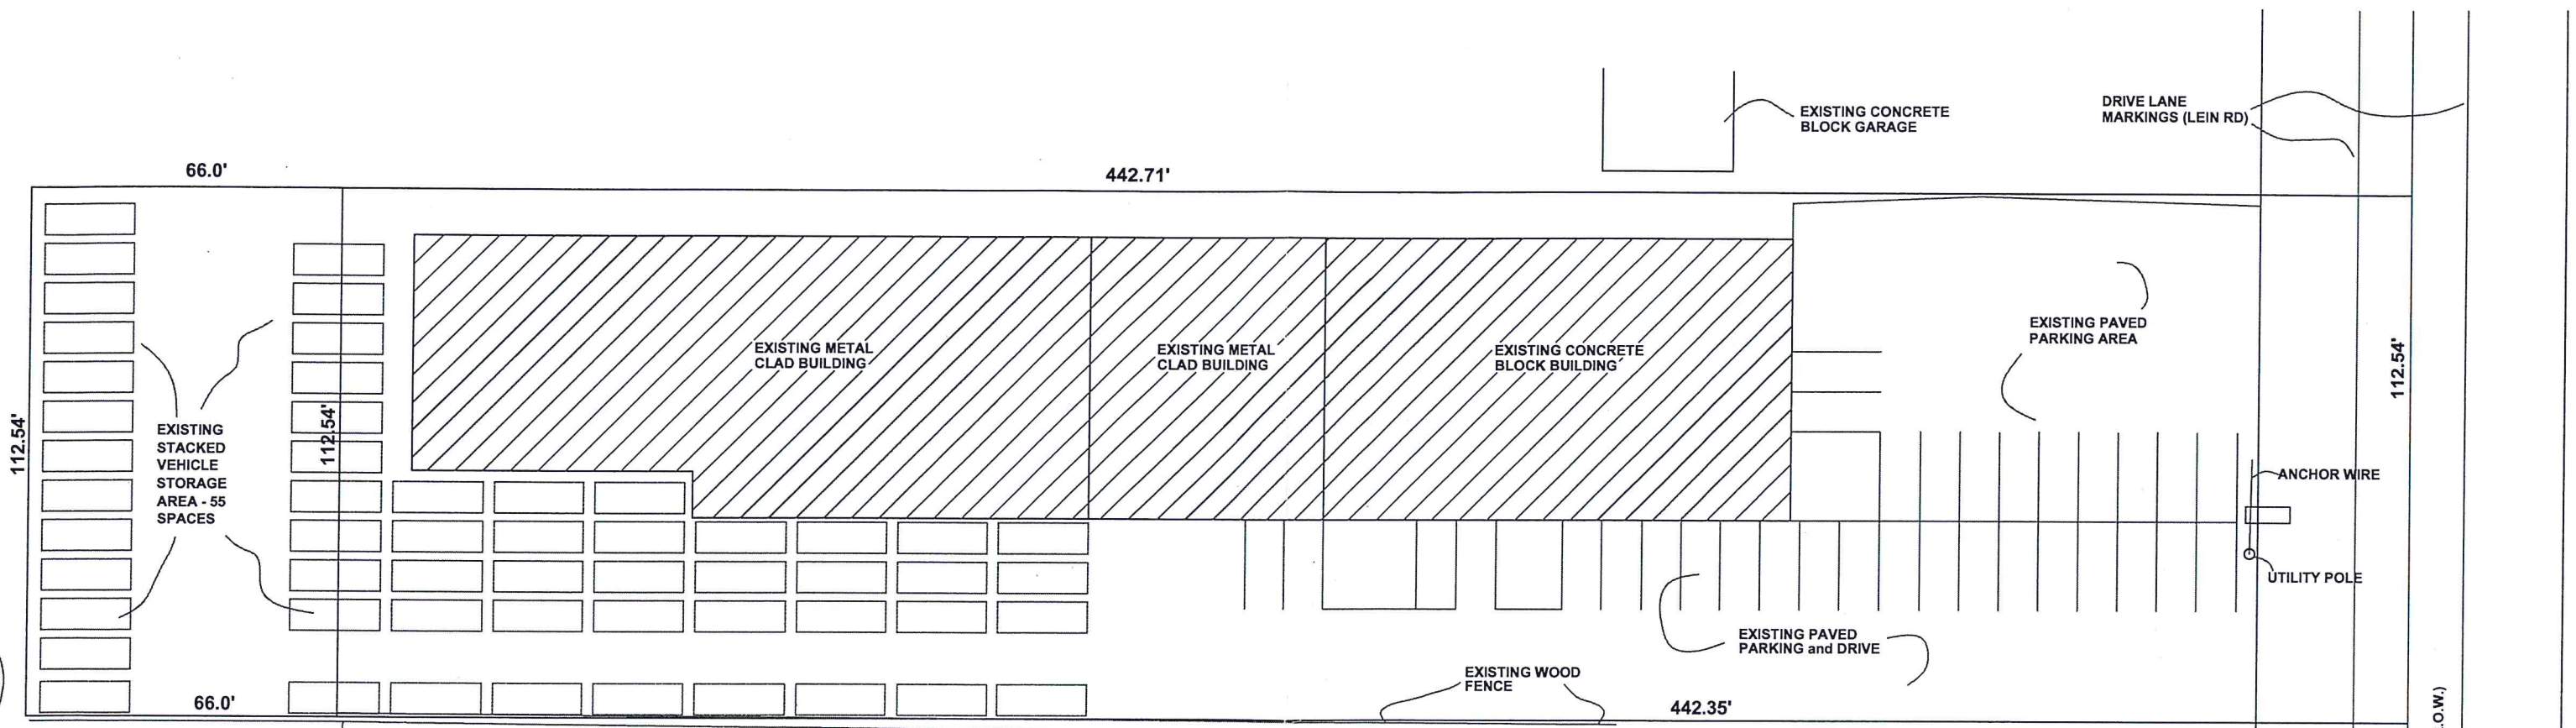 EXISTING CONCRETE
BLOCK GARAGE
DRIVE LANE
MARKINGS (LEIN RD)
66.0'
442.71'
EXISTING METAL
CLAD BUILDING
EXISTING METAL
CLAD BUILDING
EXISTING CONCRETE
BLOCK BUILDING
EXISTING PAVED
PARKING AREA
112.54'
112.54'
112.54'
EXISTING
STACKED
VEHICLE
STORAGE
AREA - 55
SPACES
ANCHOR WIRE
UTILITY POLE
EXISTING PAVED
PARKING and DRIVE
EXISTING WOOD
FENCE
66.0'
442.35'
.O.W.)